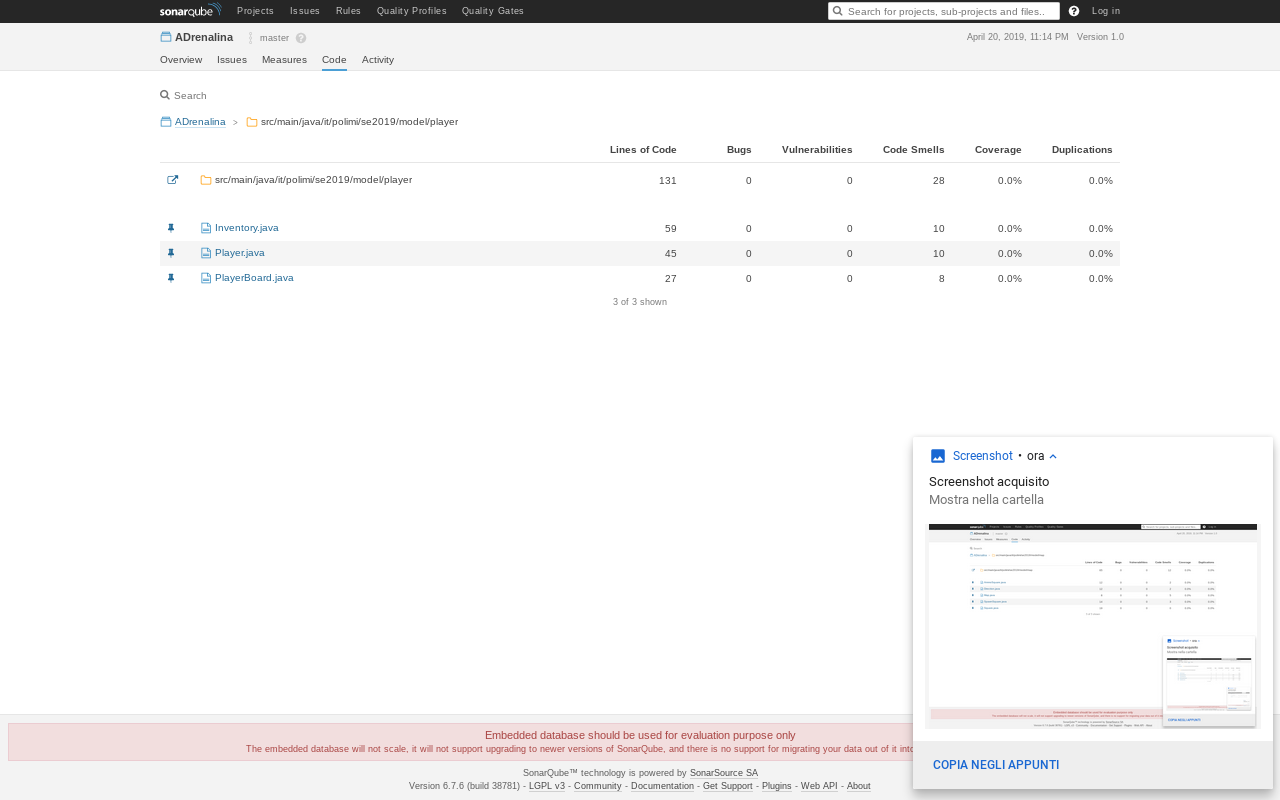 sonarqube Projects Issues Rules Quality Profiles Quality Gates Search for projects, sub-projects and files.. Log in
ADrenalina master April 20, 2019, 11:14 PM Version 1.0
Overview Issues Measures Code Activity
Search
ADrenalina > src/main/java/it/polimi/se2019/model/player
Lines of Code Bugs Vulnerabilities Code Smells Coverage Duplications
src/main/java/it/polimi/se2019/model/player 131 0 0 28 0.0% 0.0%
Inventory.java 59 0 0 10 0.0% 0.0%
Player.java 45 0 0 10 0.0% 0.0%
PlayerBoard.java 27 0 0 8 0.0% 0.0%
3 of 3 shown
Screenshot • ora
Screenshot acquisito
Mostra nella cartella
COPIA NEGLI APPUNTI
Embedded database should be used for evaluation purpose only
The embedded database will not scale, it will not support upgrading to newer versions of SonarQube, and there is no support for migrating your data out of it
SonarQube™ technology is powered by SonarSource SA
Version 6.7.6 (build 38781) - LGPL v3 - Community - Documentation - Get Support - Plugins - Web API - About